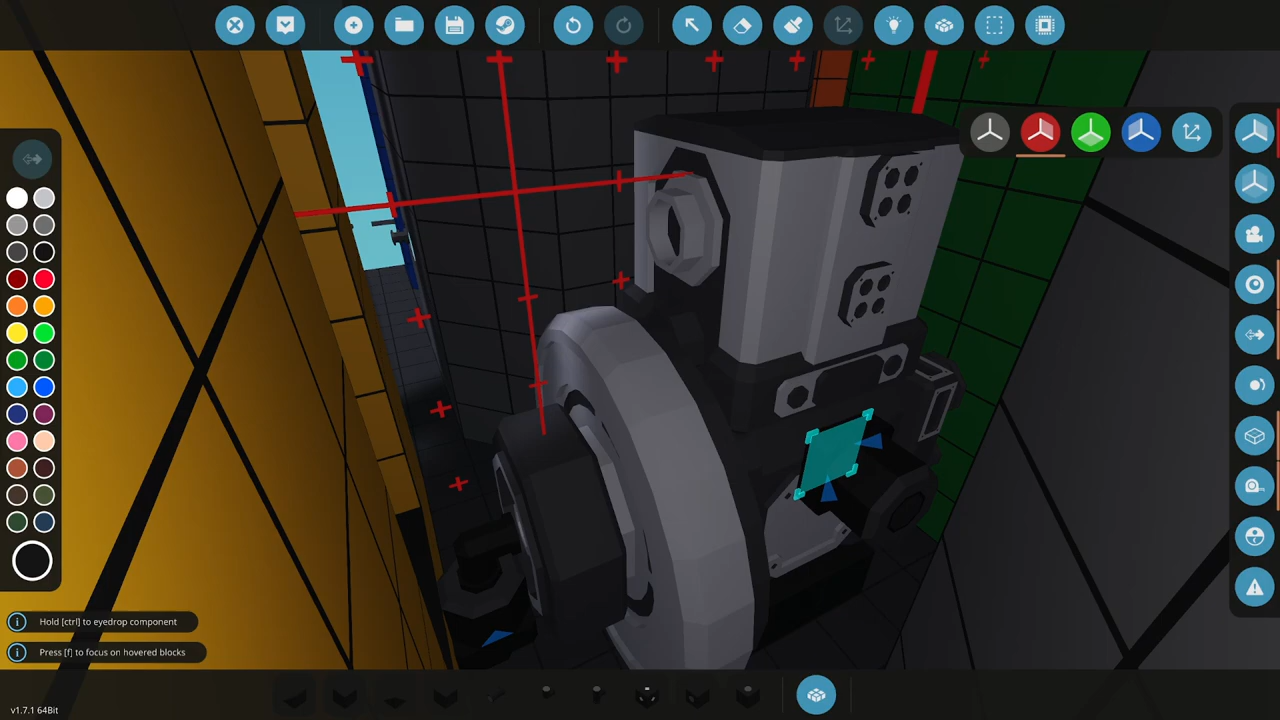 Hold [ctrl] to eyedrop component
Press [f] to focus on hovered blocks
v1.7.1 64Bit